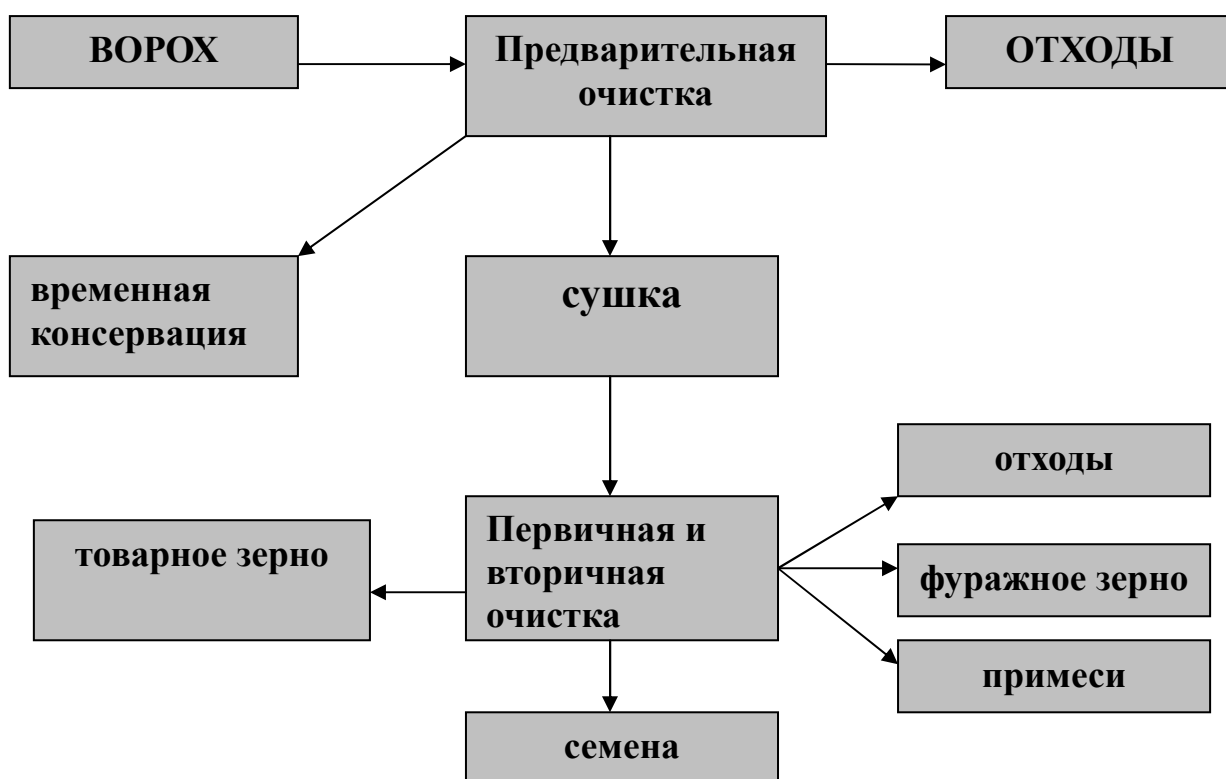 ВОРОХ
Предварительная
очистка
ОТХОДЫ
временная
консервация
сушка
отходы
товарное зерно
Первичная и
вторичная
очистка
фуражное зерно
примеси
семена